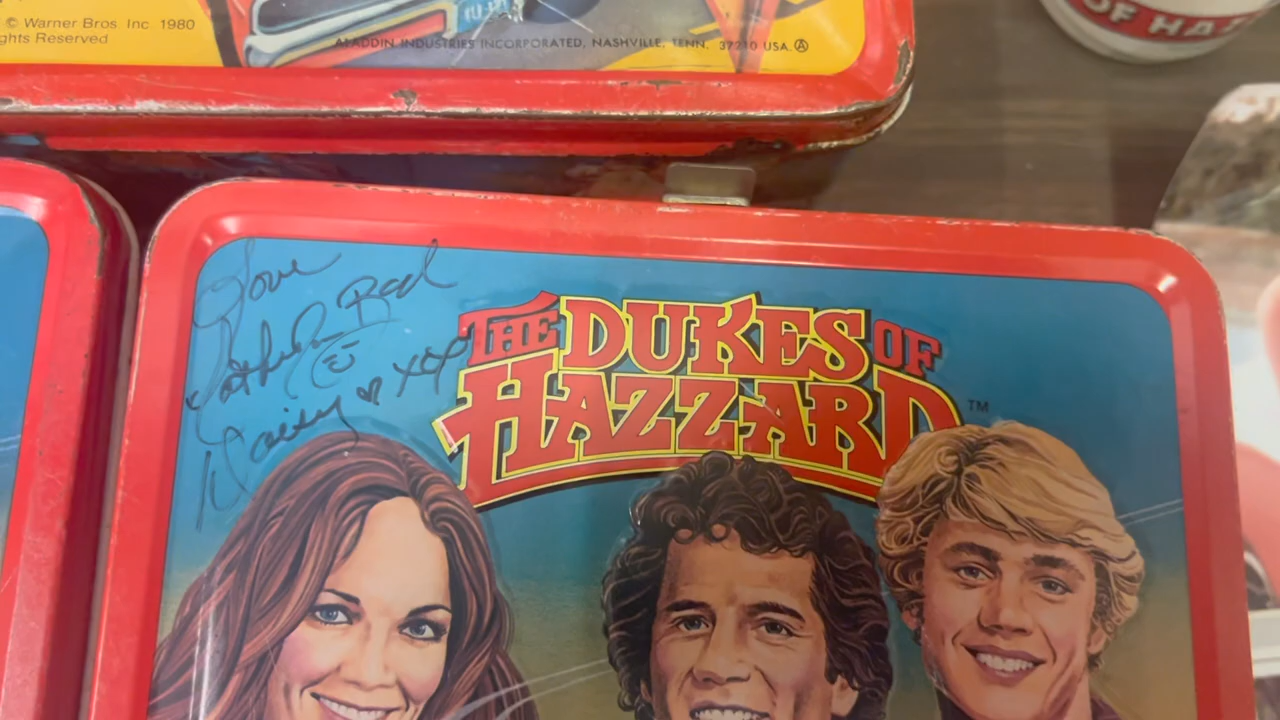 © Warner Bros Inc 1980
ghts Reserved
ALADDIN INDUSTRIES INCORPORATED, NASHVILLE, TENN. 37210 USA. Ⓐ
OF HAZ
THE DUKES OF
HAZZARD ™
Love
Bach
Daisy ♥ XO